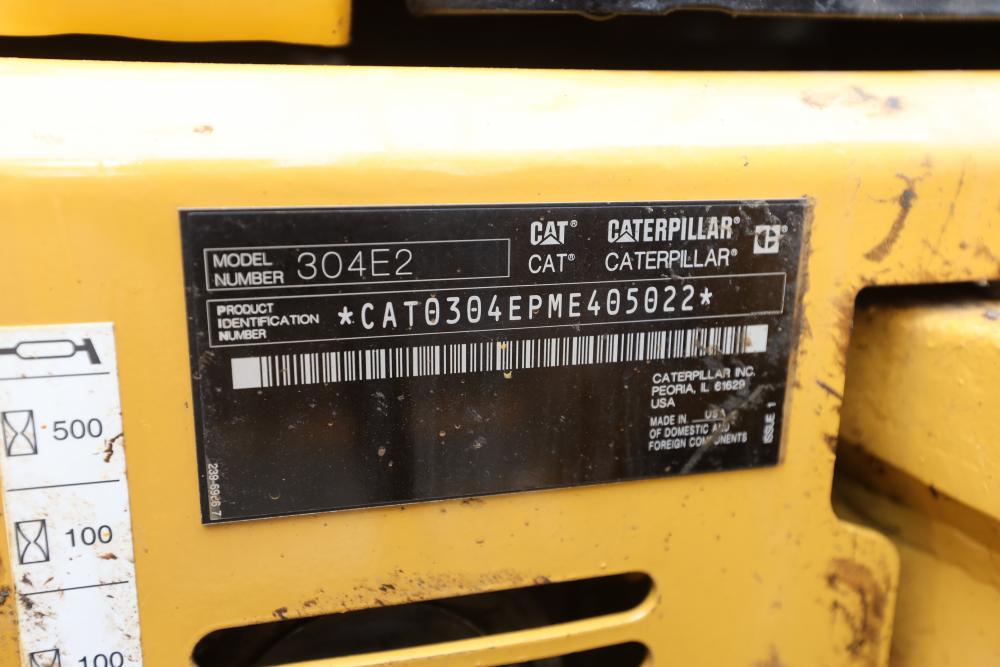 CAT® CATERPILLAR® C®
CAT® CATERPILLAR®
MODEL NUMBER 304E2
PRODUCT IDENTIFICATION NUMBER *CAT0304EPME405022*
CATERPILLAR INC.
PEORIA, IL 61629
USA
MADE IN USA
OF DOMESTIC AND
FOREIGN COMPONENTS
ISSUE 1
500
100
100